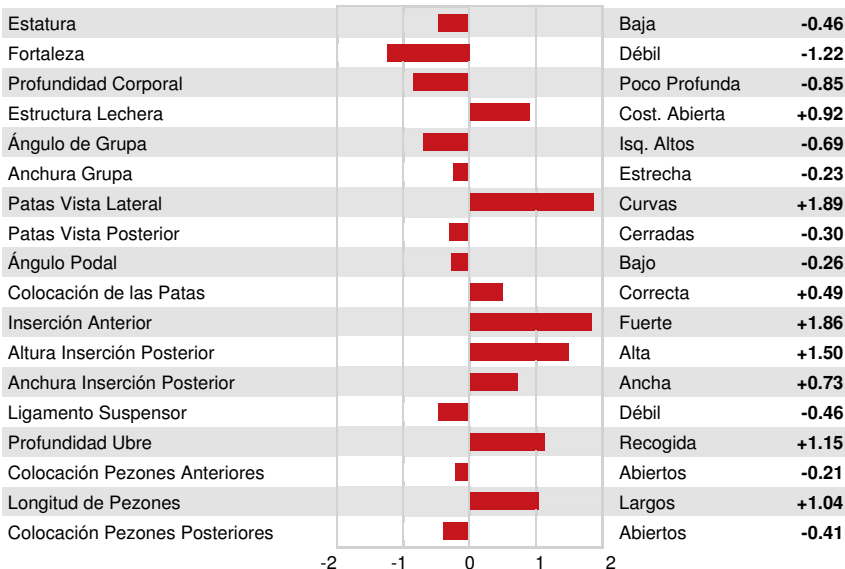 Estatura Baja -0.46
Fortaleza Débil -1.22
Profundidad Corporal Poco Profunda -0.85
Estructura Lechera Cost. Abierta +0.92
Ángulo de Grupa Isq. Altos -0.69
Anchura Grupa Estrecha -0.23
Patas Vista Lateral Curvas +1.89
Patas Vista Posterior Cerradas -0.30
Ángulo Podal Bajo -0.26
Colocación de las Patas Correcta +0.49
Inserción Anterior Fuerte +1.86
Altura Inserción Posterior Alta +1.50
Anchura Inserción Posterior Ancha +0.73
Ligamento Suspensor Débil -0.46
Profundidad Ubre Recogida +1.15
Colocación Pezones Anteriores Abiertos -0.21
Longitud de Pezones Largos +1.04
Colocación Pezones Posteriores Abiertos -0.41
-2 -1 0 1 2